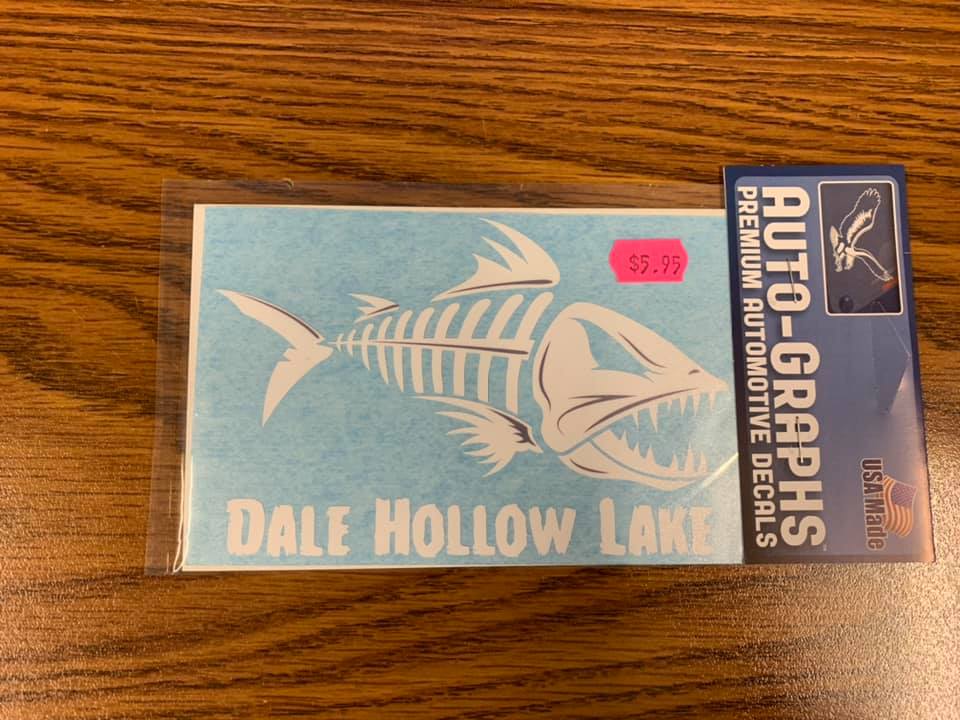 $5.95
DALE HOLLOW LAKE
AUTO-GRAPHS
PREMIUM AUTOMOTIVE DECALS
USA Made